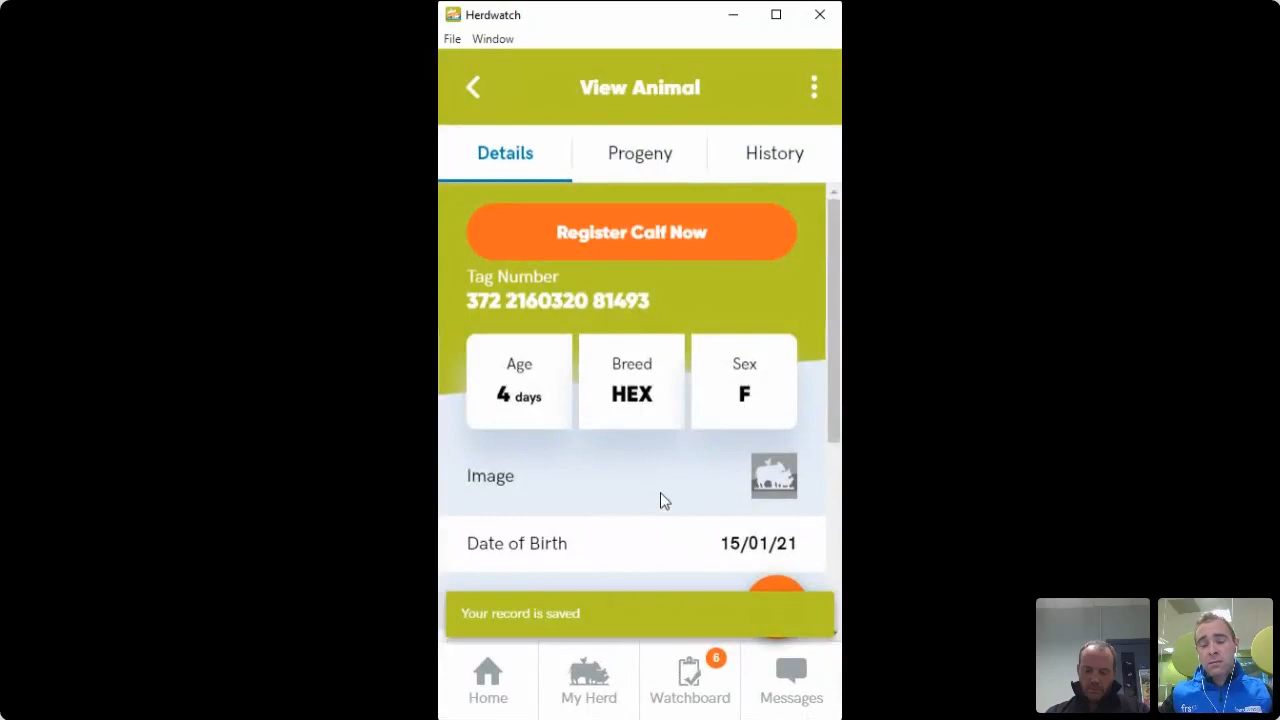 Herdwatch
File Window
View Animal
Details Progeny History
Register Calf Now
Tag Number
372 2160320 81493
Age Breed Sex
4 days HEX F
Image
Date of Birth 15/01/21
Your record is saved
6
Home My Herd Watchboard Messages
frs